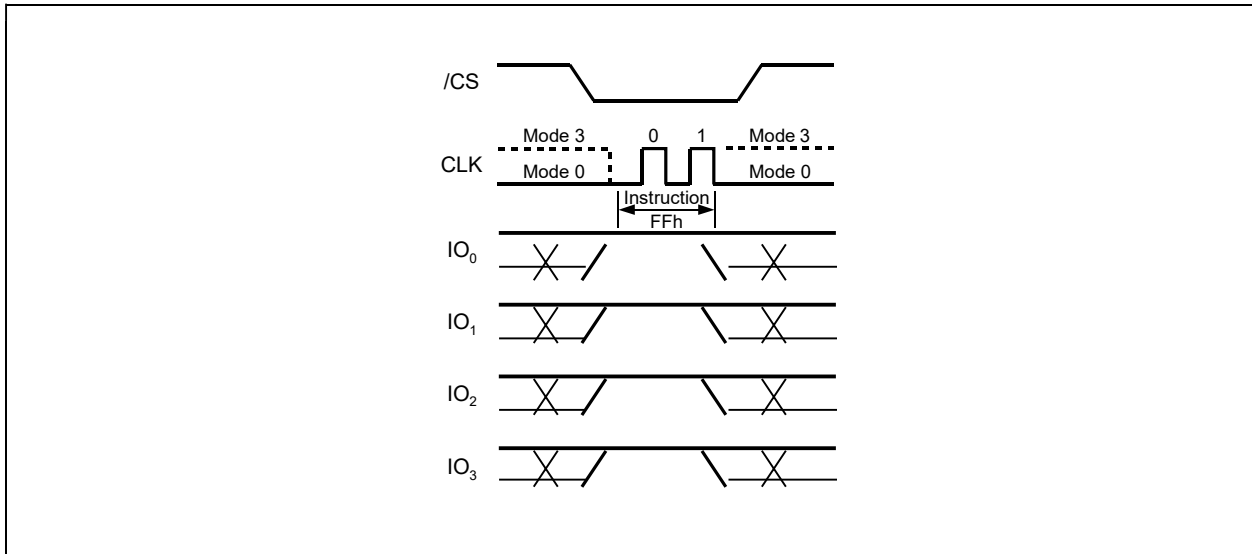 /CS
Mode 3 0 1 Mode 3
CLK
Mode 0 Mode 0
Instruction
FFh
IO₀
IO₁
IO₂
IO₃